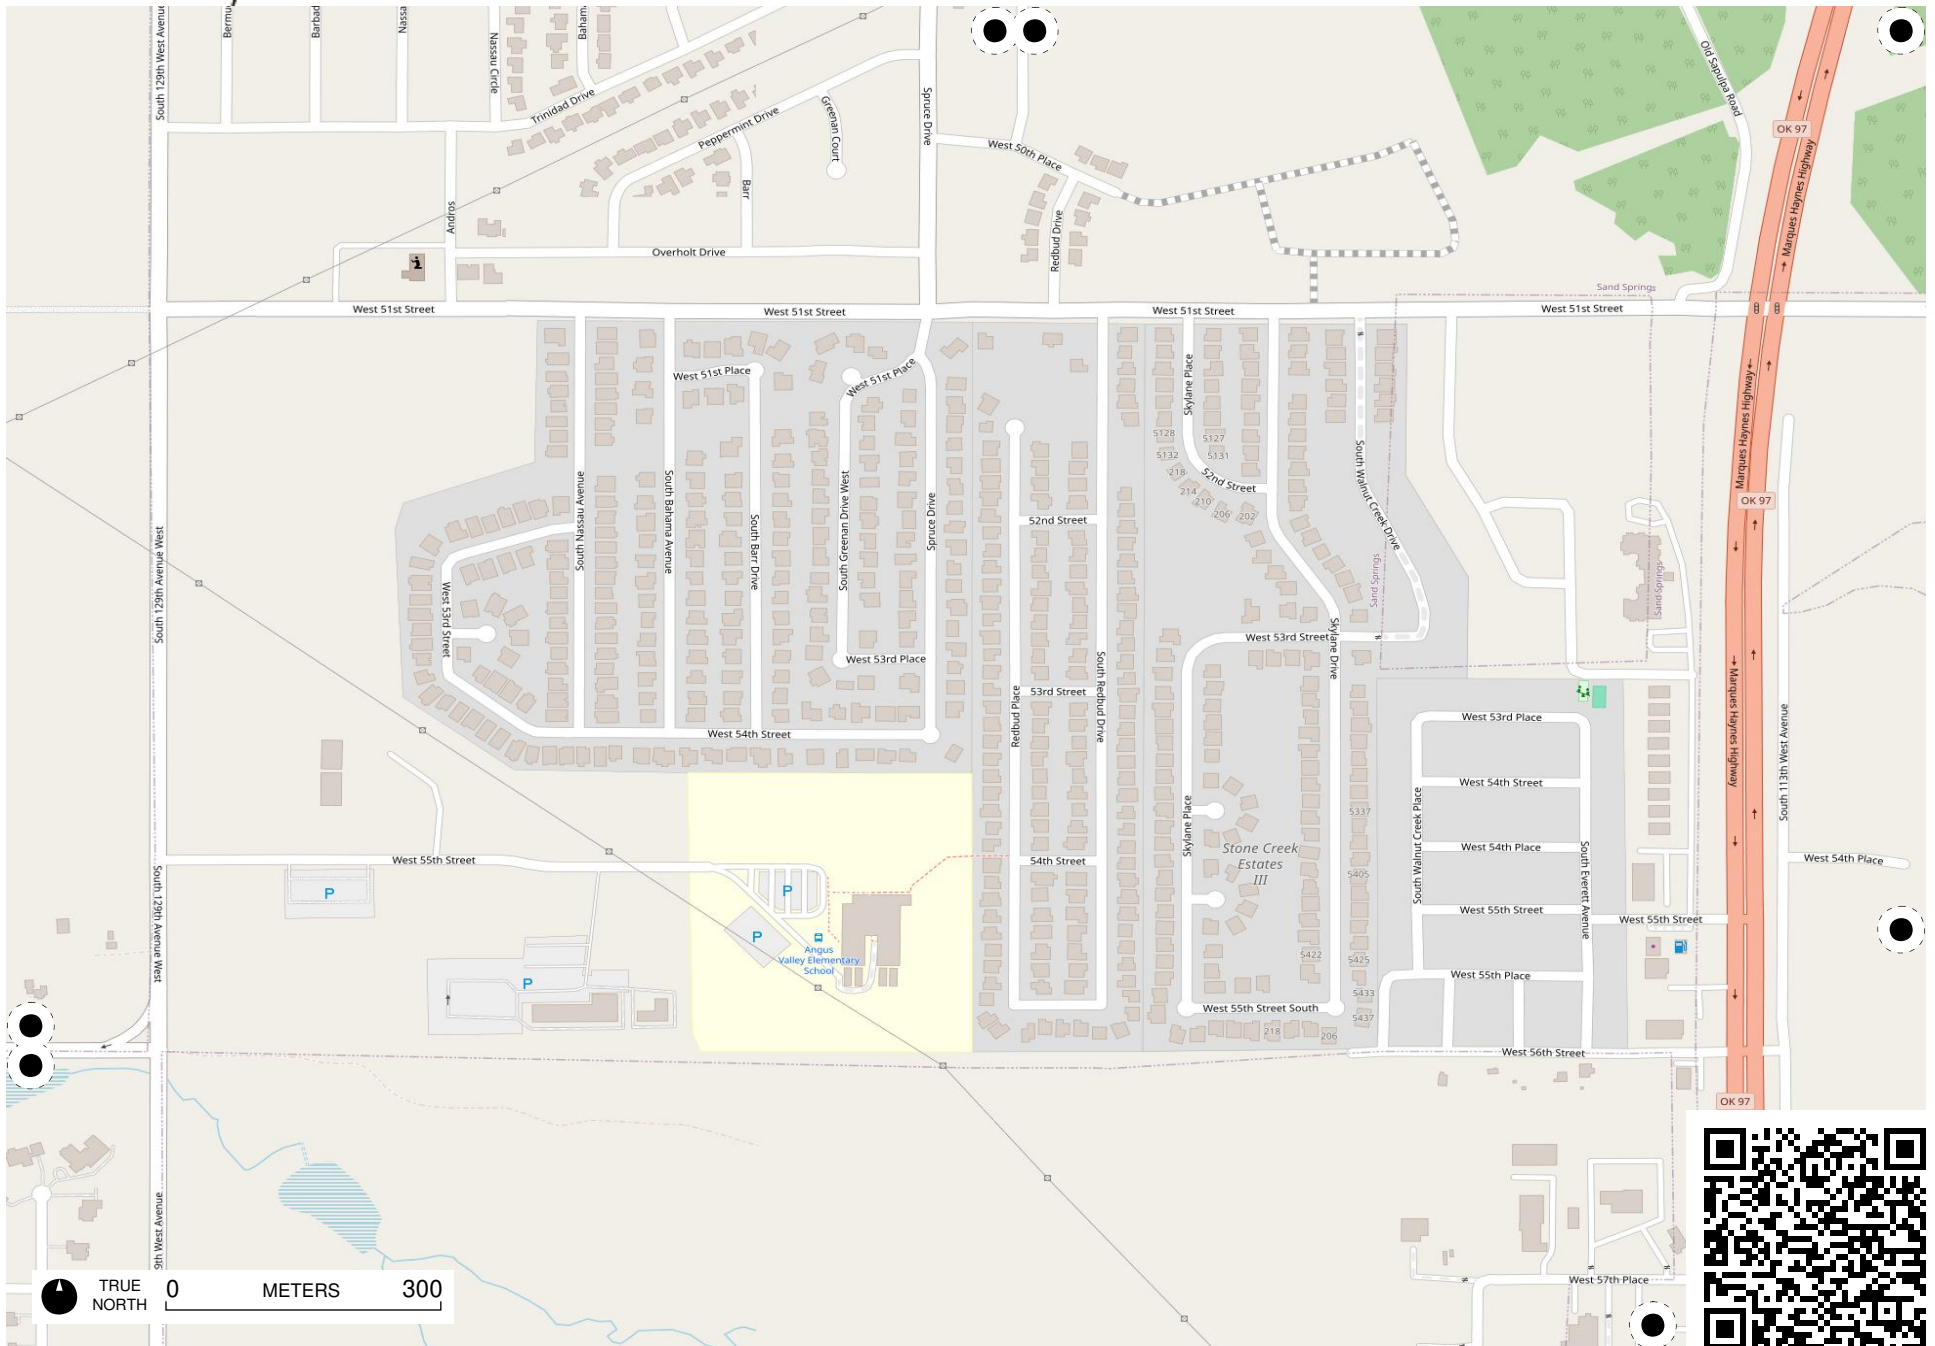 South 129th West Avenue
Nassau Circle
Trinidad Drive
Peppermint Drive
Greenan Court
Spruce Drive
West 50th Place
Old Sapulpa Road
OK 97
Marques Haynes Highway
Barr
Andros
Redbud Drive
Overholt Drive
Sand Springs
West 51st Street
West 51st Street
West 51st Street
West 51st Street
West 51st Place
West 51st Place
Skylane Place
Marques Haynes Highway
5128
5127
5132
5131
218
52nd Street
214
210
206
202
South Walnut Creek Drive
OK 97
South Nassau Avenue
South Bahama Avenue
South Barr Drive
South Greenan Drive West
Spruce Drive
52nd Street
South 129th Avenue West
West 53rd Street
Sand Springs
Sand Springs
West 53rd Street
Skylane Drive
West 53rd Place
South Redbud Drive
53rd Street
Redbud Place
West 53rd Place
Marques Haynes Highway
South 113th West Avenue
West 54th Street
West 54th Street
5337
Skylane Place
South Walnut Creek Place
West 54th Place
South Everett Avenue
West 54th Place
West 55th Street
54th Street
Stone Creek
Estates
III
5405
P
P
West 55th Street
West 55th Street
South 129th Avenue West
P
Angus
Valley Elementary
School
5422
5425
West 55th Place
P
5433
West 55th Street South
5437
218
206
West 56th Street
OK 97
9th West Avenue
West 57th Place
TRUE
NORTH
0 METERS 300